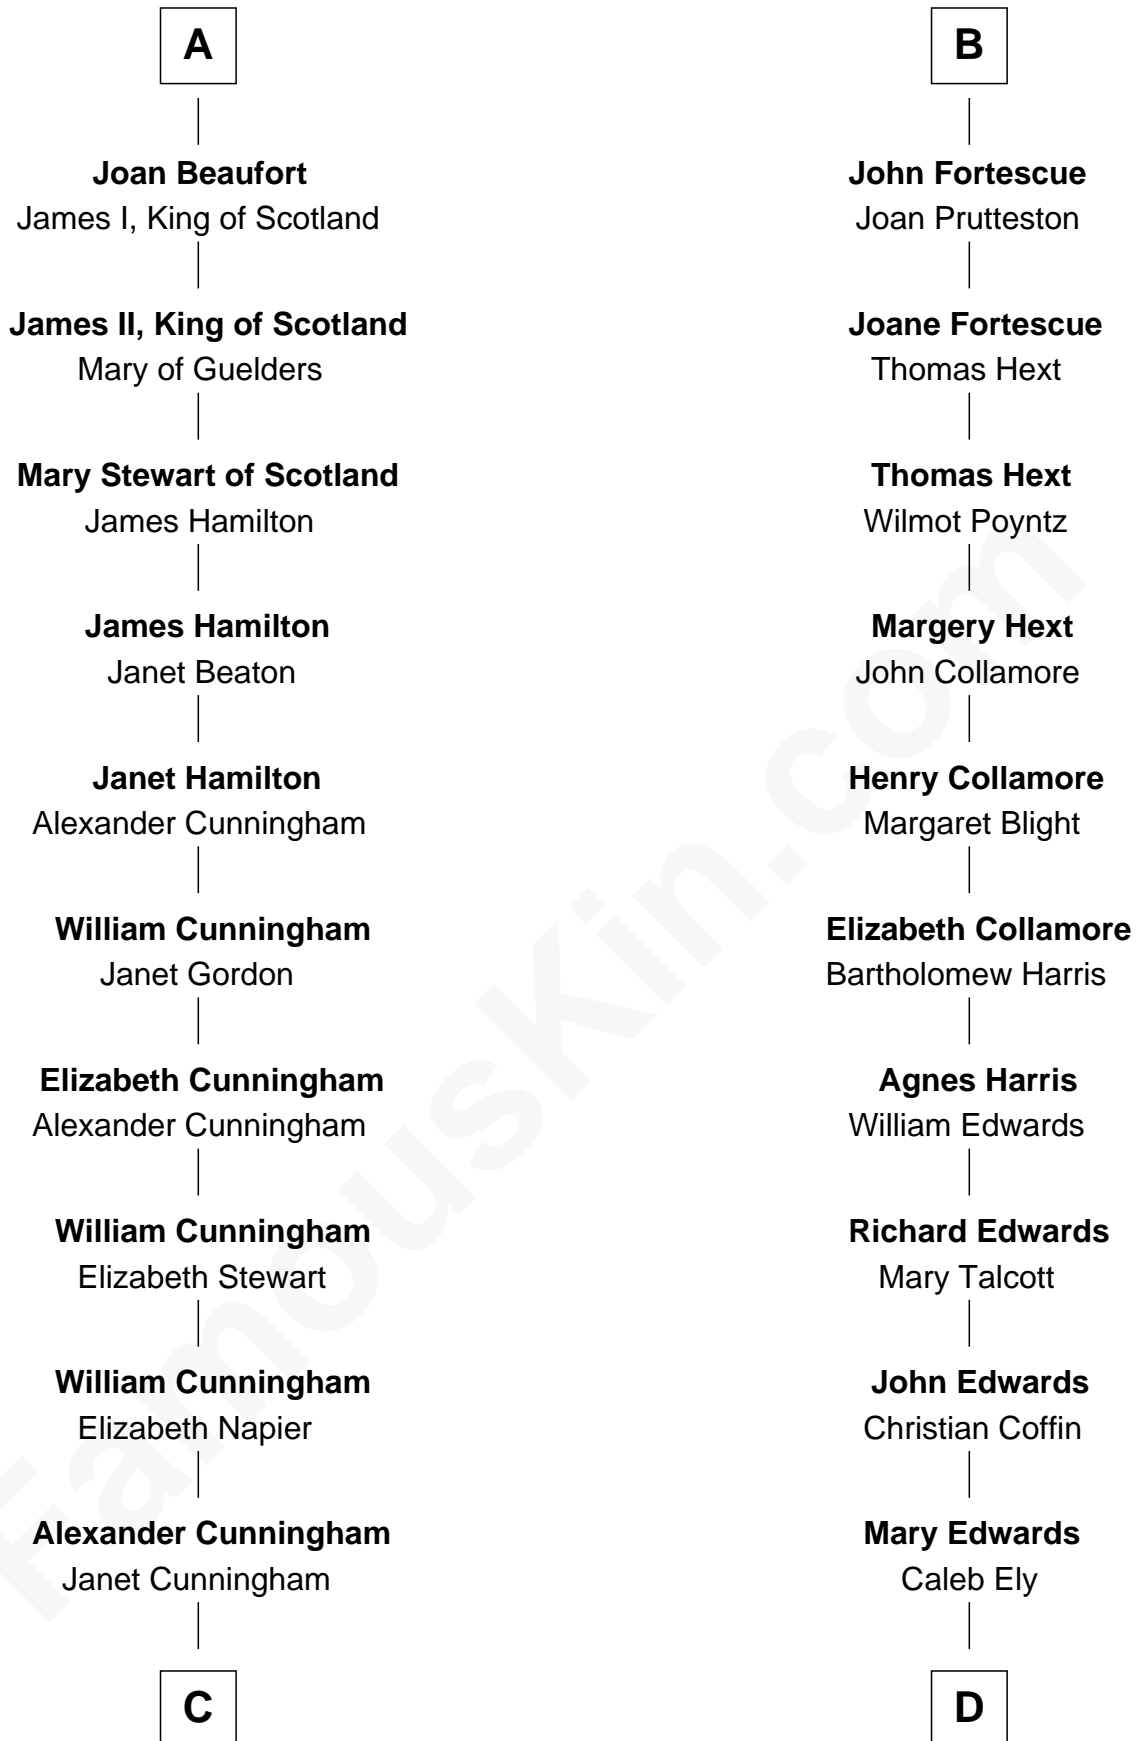 A
Joan Beaufort
James I, King of Scotland
James II, King of Scotland
Mary of Guelders
Mary Stewart of Scotland
James Hamilton
James Hamilton
Janet Beaton
Janet Hamilton
Alexander Cunningham
William Cunningham
Janet Gordon
Elizabeth Cunningham
Alexander Cunningham
William Cunningham
Elizabeth Stewart
William Cunningham
Elizabeth Napier
Alexander Cunningham
Janet Cunningham
C
B
John Fortescue
Joan Prutteston
Joane Fortescue
Thomas Hext
Thomas Hext
Wilmot Poyntz
Margery Hext
John Collamore
Henry Collamore
Margaret Blight
Elizabeth Collamore
Bartholomew Harris
Agnes Harris
William Edwards
Richard Edwards
Mary Talcott
John Edwards
Christian Coffin
Mary Edwards
Caleb Ely
D
FamousKin.com